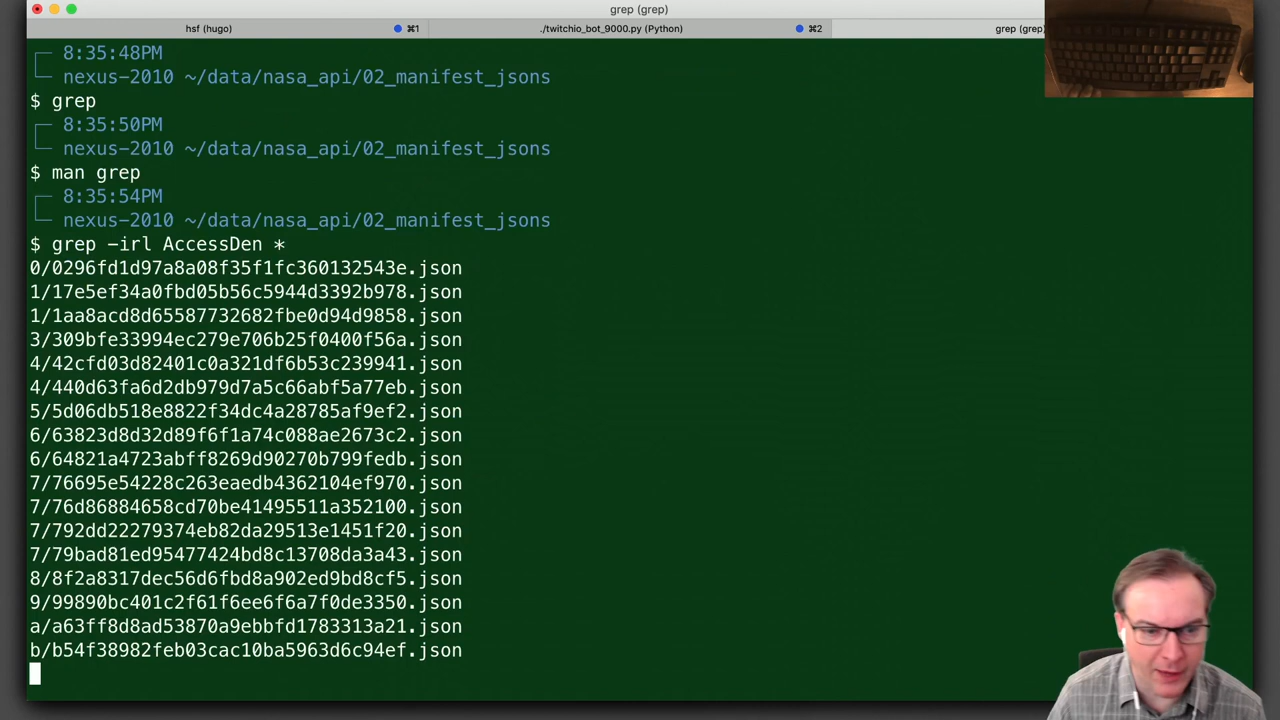 grep (grep)
hsf (hugo) ⌘1 ./twitchio_bot_9000.py (Python) ⌘2 grep (grep)
8:35:48PM
nexus-2010 ~/data/nasa_api/02_manifest_jsons
$ grep
8:35:50PM
nexus-2010 ~/data/nasa_api/02_manifest_jsons
$ man grep
8:35:54PM
nexus-2010 ~/data/nasa_api/02_manifest_jsons
$ grep -irl AccessDen *
0/0296fd1d97a8a08f35f1fc360132543e.json
1/17e5ef34a0fbd05b56c5944d3392b978.json
1/1aa8acd8d65587732682fbe0d94d9858.json
3/309bfe33994ec279e706b25f0400f56a.json
4/42cfd03d82401c0a321df6b53c239941.json
4/440d63fa6d2db979d7a5c66abf5a77eb.json
5/5d06db518e8822f34dc4a28785af9ef2.json
6/63823d8d32d89f6f1a74c088ae2673c2.json
6/64821a4723abff8269d90270b799fedb.json
7/76695e54228c263eaedb4362104ef970.json
7/76d86884658cd70be41495511a352100.json
7/792dd22279374eb82da29513e1451f20.json
7/79bad81ed95477424bd8c13708da3a43.json
8/8f2a8317dec56d6fbd8a902ed9bd8cf5.json
9/99890bc401c2f61f6ee6f6a7f0de3350.json
a/a63ff8d8ad53870a9ebbfd1783313a21.json
b/b54f38982feb03cac10ba5963d6c94ef.json